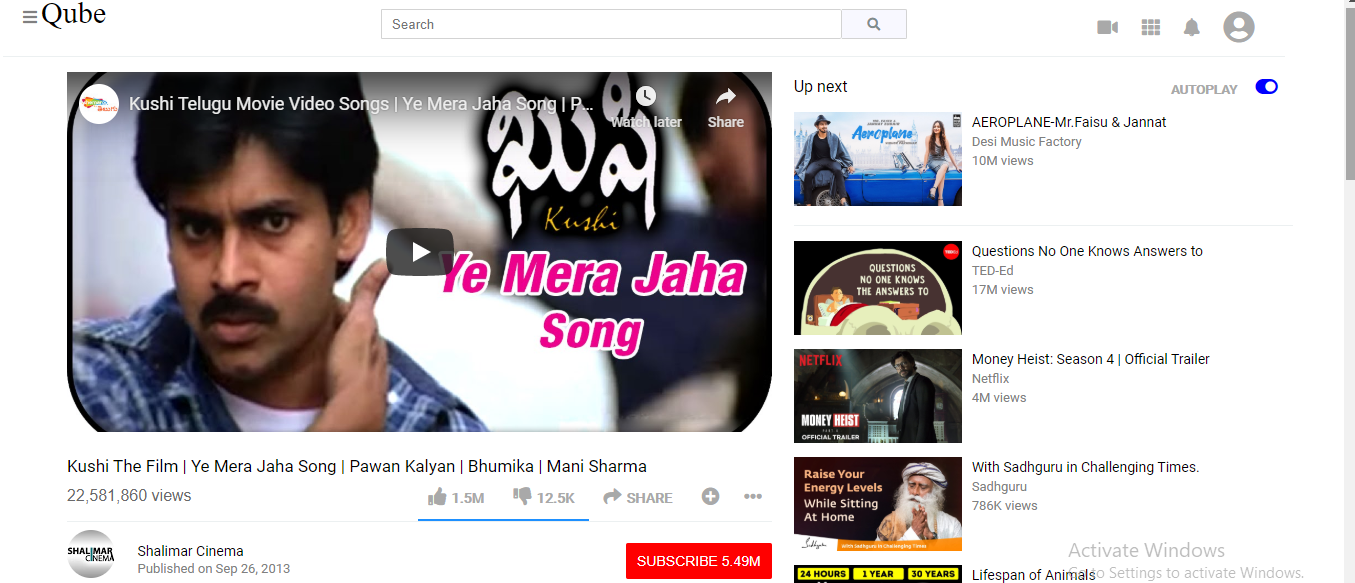 Qube
Search
Kushi Telugu Movie Video Songs | Ye Mera Jaha Song | P...
Watch later
Share
ఖుషి
Kushi
Ye Mera Jaha
Song
Kushi The Film | Ye Mera Jaha Song | Pawan Kalyan | Bhumika | Mani Sharma
22,581,860 views
1.5M
12.5K
SHARE
SHALIMAR
CINEMA
Shalimar Cinema
Published on Sep 26, 2013
SUBSCRIBE 5.49M
Up next
AUTOPLAY
Aeroplane
AEROPLANE-Mr.Faisu & Jannat
Desi Music Factory
10M views
QUESTIONS
NO ONE KNOWS
THE ANSWERS TO
Questions No One Knows Answers to
TED-Ed
17M views
NETFLIX
MONEY HEIST
OFFICIAL TRAILER
Money Heist: Season 4 | Official Trailer
Netflix
4M views
Raise Your
Energy Levels
While Sitting
At Home
Sadhguru
With Sadhguru in Challenging Times
With Sadhguru in Challenging Times.
Sadhguru
786K views
24 HOURS
1 YEAR
30 YEARS
Lifespan of Animals
Activate Windows
Go to Settings to activate Windows.